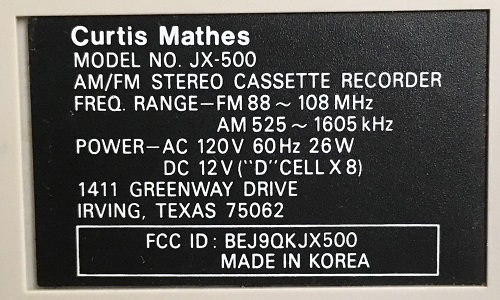 Curtis Mathes
MODEL NO. JX-500
AM/FM STEREO CASSETTE RECORDER
FREQ. RANGE–FM 88 ~ 108 MHz
AM 525 ~ 1605 kHz
POWER–AC 120V 60Hz 26W
DC 12V ("D" CELL X 8)
1411 GREENWAY DRIVE
IRVING, TEXAS 75062
FCC ID : BEJ9QKJX500
MADE IN KOREA